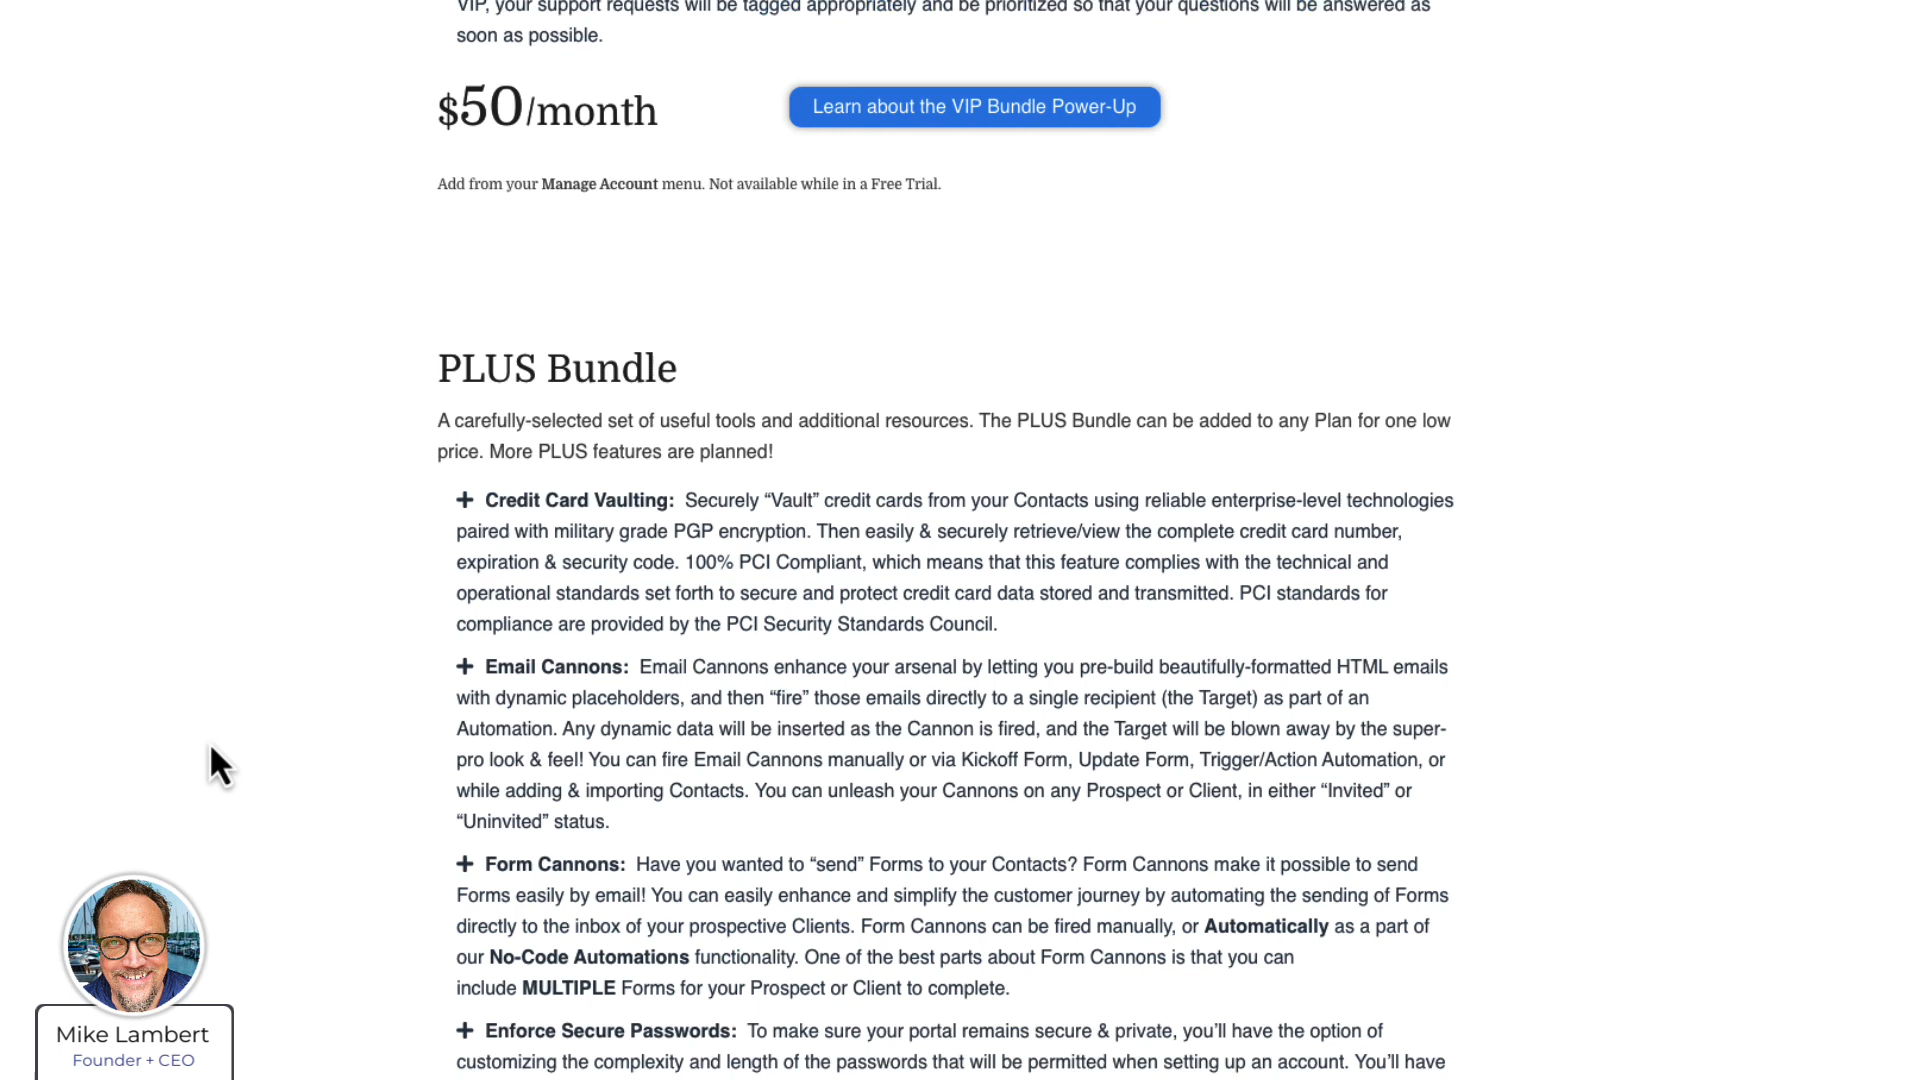 VIP, your support requests will be tagged appropriately and be prioritized so that your questions will be answered as
soon as possible.
$50/month
Learn about the VIP Bundle Power-Up
Add from your Manage Account menu. Not available while in a Free Trial.
PLUS Bundle
A carefully-selected set of useful tools and additional resources. The PLUS Bundle can be added to any Plan for one low
price. More PLUS features are planned!
+ Credit Card Vaulting: Securely “Vault” credit cards from your Contacts using reliable enterprise-level technologies
paired with military grade PGP encryption. Then easily & securely retrieve/view the complete credit card number,
expiration & security code. 100% PCI Compliant, which means that this feature complies with the technical and
operational standards set forth to secure and protect credit card data stored and transmitted. PCI standards for
compliance are provided by the PCI Security Standards Council.
+ Email Cannons: Email Cannons enhance your arsenal by letting you pre-build beautifully-formatted HTML emails
with dynamic placeholders, and then “fire” those emails directly to a single recipient (the Target) as part of an
Automation. Any dynamic data will be inserted as the Cannon is fired, and the Target will be blown away by the super-
pro look & feel! You can fire Email Cannons manually or via Kickoff Form, Update Form, Trigger/Action Automation, or
while adding & importing Contacts. You can unleash your Cannons on any Prospect or Client, in either “Invited” or
“Uninvited” status.
+ Form Cannons: Have you wanted to “send” Forms to your Contacts? Form Cannons make it possible to send
Forms easily by email! You can easily enhance and simplify the customer journey by automating the sending of Forms
directly to the inbox of your prospective Clients. Form Cannons can be fired manually, or Automatically as a part of
our No-Code Automations functionality. One of the best parts about Form Cannons is that you can
include MULTIPLE Forms for your Prospect or Client to complete.
+ Enforce Secure Passwords: To make sure your portal remains secure & private, you’ll have the option of
customizing the complexity and length of the passwords that will be permitted when setting up an account. You’ll have
Mike Lambert
Founder + CEO